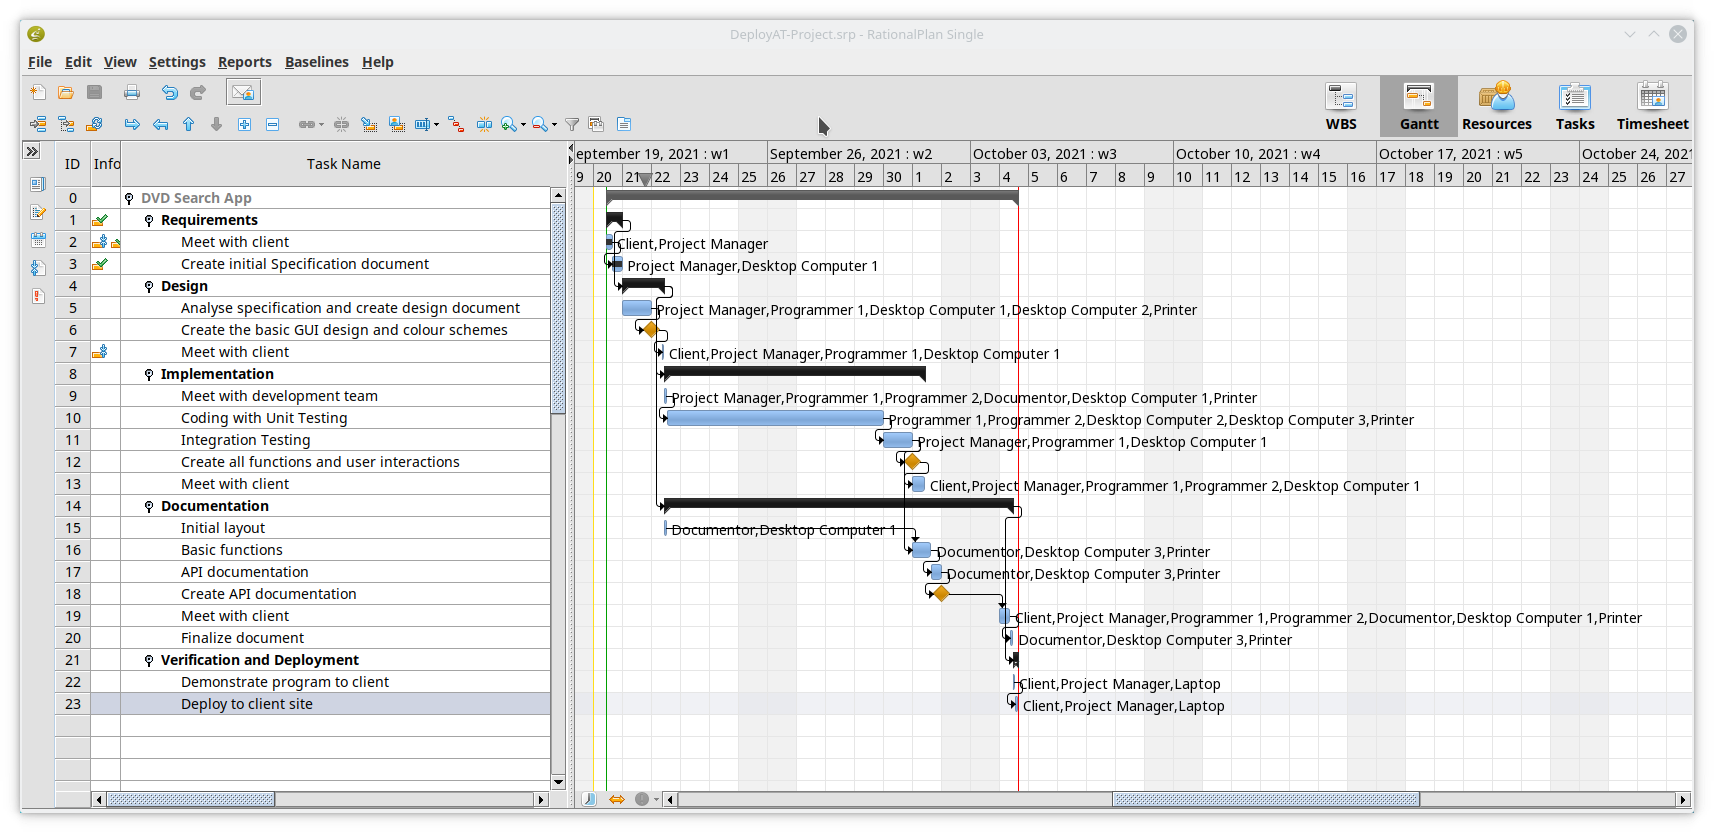 DeployAT-Project.srp - RationalPlan Single
File Edit View Settings Reports Baselines Help
WBS Gantt Resources Tasks Timesheet
ID Info Task Name
eptember 19, 2021 : w1 September 26, 2021 : w2 October 03, 2021 : w3 October 10, 2021 : w4 October 17, 2021 : w5 October 24, 2021
9 20 21 22 23 24 25 26 27 28 29 30 1 2 3 4 5 6 7 8 9 10 11 12 13 14 15 16 17 18 19 20 21 22 23 24 25 26 27
0 DVD Search App
1 Requirements
2 Meet with client Client,Project Manager
3 Create initial Specification document Project Manager,Desktop Computer 1
4 Design
5 Analyse specification and create design document Project Manager,Programmer 1,Desktop Computer 1,Desktop Computer 2,Printer
6 Create the basic GUI design and colour schemes
7 Meet with client Client,Project Manager,Programmer 1,Desktop Computer 1
8 Implementation
9 Meet with development team Project Manager,Programmer 1,Programmer 2,Documentor,Desktop Computer 1,Printer
10 Coding with Unit Testing Programmer 1,Programmer 2,Desktop Computer 2,Desktop Computer 3,Printer
11 Integration Testing Project Manager,Programmer 1,Desktop Computer 1
12 Create all functions and user interactions
13 Meet with client Client,Project Manager,Programmer 1,Programmer 2,Desktop Computer 1
14 Documentation
15 Initial layout Documentor,Desktop Computer 1
16 Basic functions Documentor,Desktop Computer 3,Printer
17 API documentation Documentor,Desktop Computer 3,Printer
18 Create API documentation
19 Meet with client Client,Project Manager,Programmer 1,Programmer 2,Documentor,Desktop Computer 1,Printer
20 Finalize document Documentor,Desktop Computer 3,Printer
21 Verification and Deployment
22 Demonstrate program to client Client,Project Manager,Laptop
23 Deploy to client site Client,Project Manager,Laptop